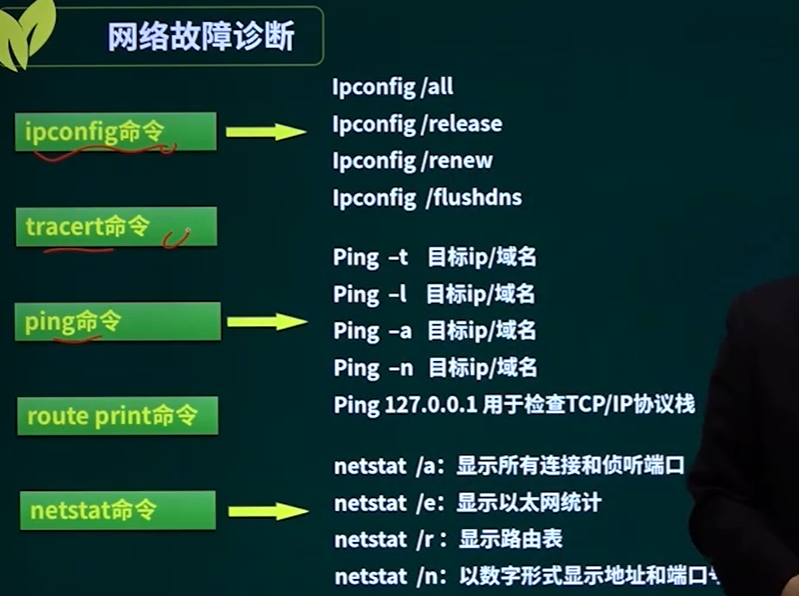 网络故障诊断
ipconfig命令
Ipconfig /all
Ipconfig /release
Ipconfig /renew
Ipconfig /flushdns
tracert命令
ping命令
Ping –t 目标ip/域名
Ping –l 目标ip/域名
Ping –a 目标ip/域名
Ping –n 目标ip/域名
Ping 127.0.0.1 用于检查TCP/IP协议栈
route print命令
netstat命令
netstat /a：显示所有连接和侦听端口
netstat /e：显示以太网统计
netstat /r：显示路由表
netstat /n：以数字形式显示地址和端口